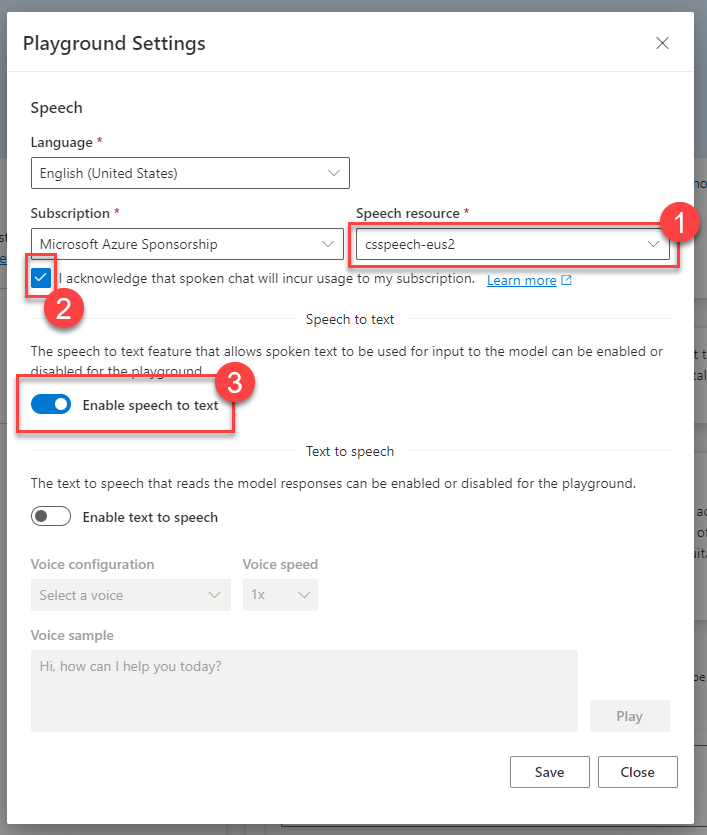 Playground Settings
Speech
Language *
English (United States)
Subscription *
Speech resource *
1
Microsoft Azure Sponsorship
csspeech-eus2
I acknowledge that spoken chat will incur usage to my subscription. Learn more
2
Speech to text
The speech to text feature that allows spoken text to be used for input to the model can be enabled or
disabled for the playground.
3
Enable speech to text
Text to speech
The text to speech that reads the model responses can be enabled or disabled for the playground.
Enable text to speech
Voice configuration
Voice speed
Select a voice
1x
Voice sample
Hi, how can I help you today?
Play
Save
Close